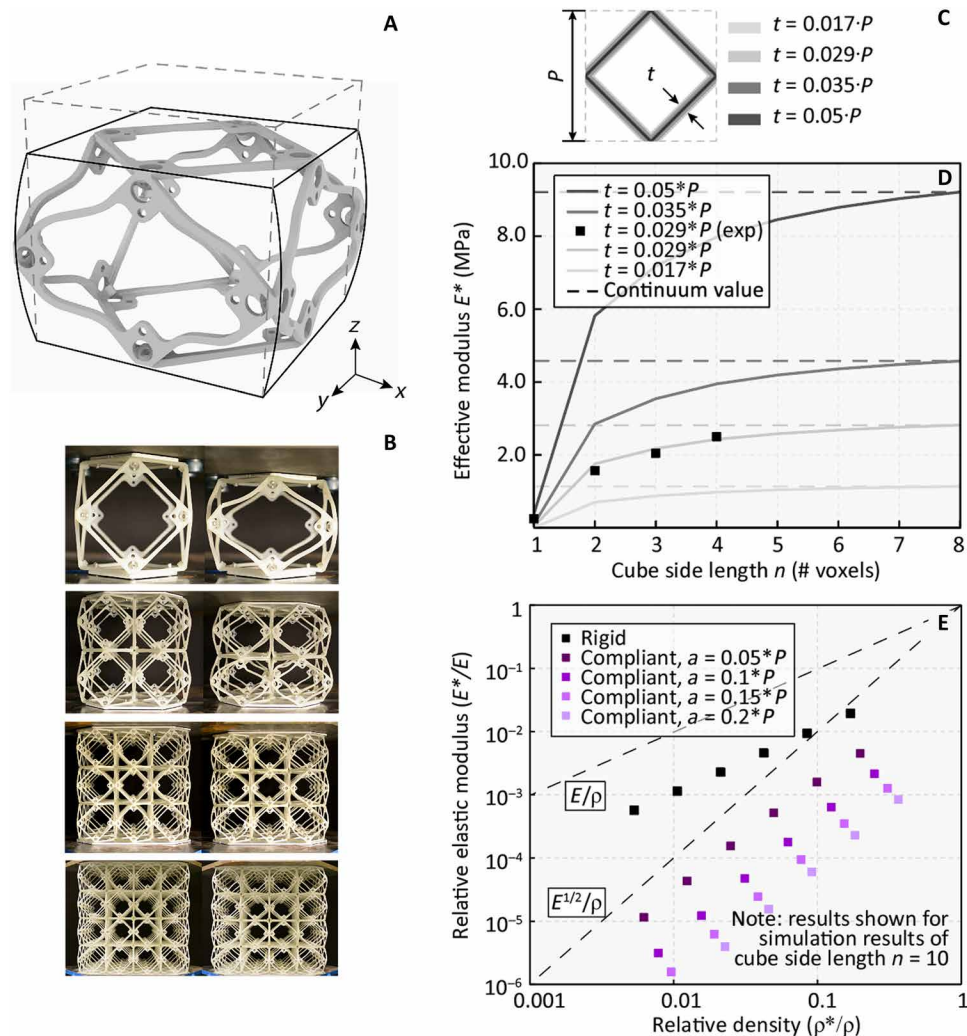 A
z
y
x
B
C
P
t
t = 0.017·P
t = 0.029·P
t = 0.035·P
t = 0.05·P
D
Effective modulus E* (MPa)
10.0
8.0
6.0
4.0
2.0
0
t = 0.05*P
t = 0.035*P
t = 0.029*P (exp)
t = 0.029*P
t = 0.017*P
Continuum value
1 2 3 4 5 6 7 8
Cube side length n (# voxels)
E
Relative elastic modulus (E*/E)
1
10⁻¹
10⁻²
10⁻³
10⁻⁴
10⁻⁵
10⁻⁶
Rigid
Compliant, a = 0.05*P
Compliant, a = 0.1*P
Compliant, a = 0.15*P
Compliant, a = 0.2*P
E/ρ
E¹/²/ρ
Note: results shown for
simulation results of
cube side length n = 10
0.001 0.01 0.1 1
Relative density (ρ*/ρ)